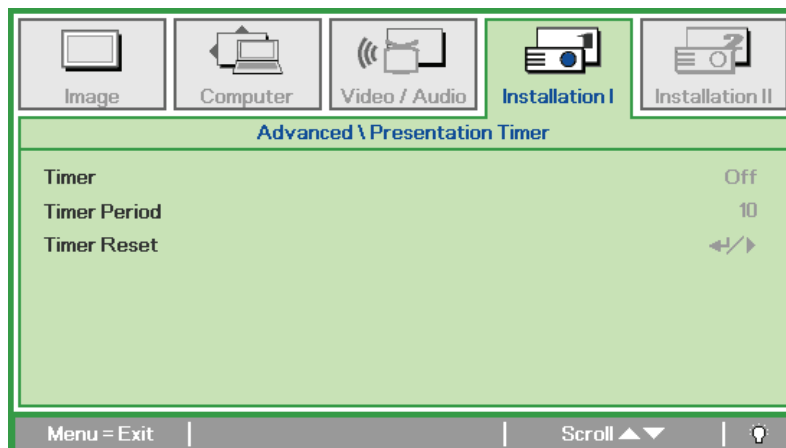 Image Computer Video / Audio Installation I Installation II
Advanced \ Presentation Timer
Timer Off
Timer Period 10
Timer Reset ↵/▶
Menu = Exit Scroll ▲▼